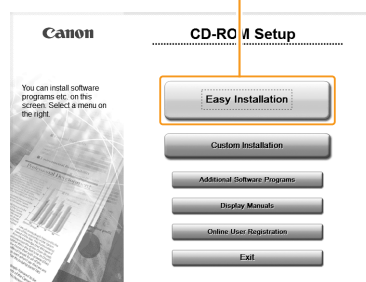 Canon
CD-ROM Setup
You can install software
programs etc. on this
screen. Select a menu on
the right.
Easy Installation
Custom Installation
Additional Software Programs
Display Manuals
Online User Registration
Exit